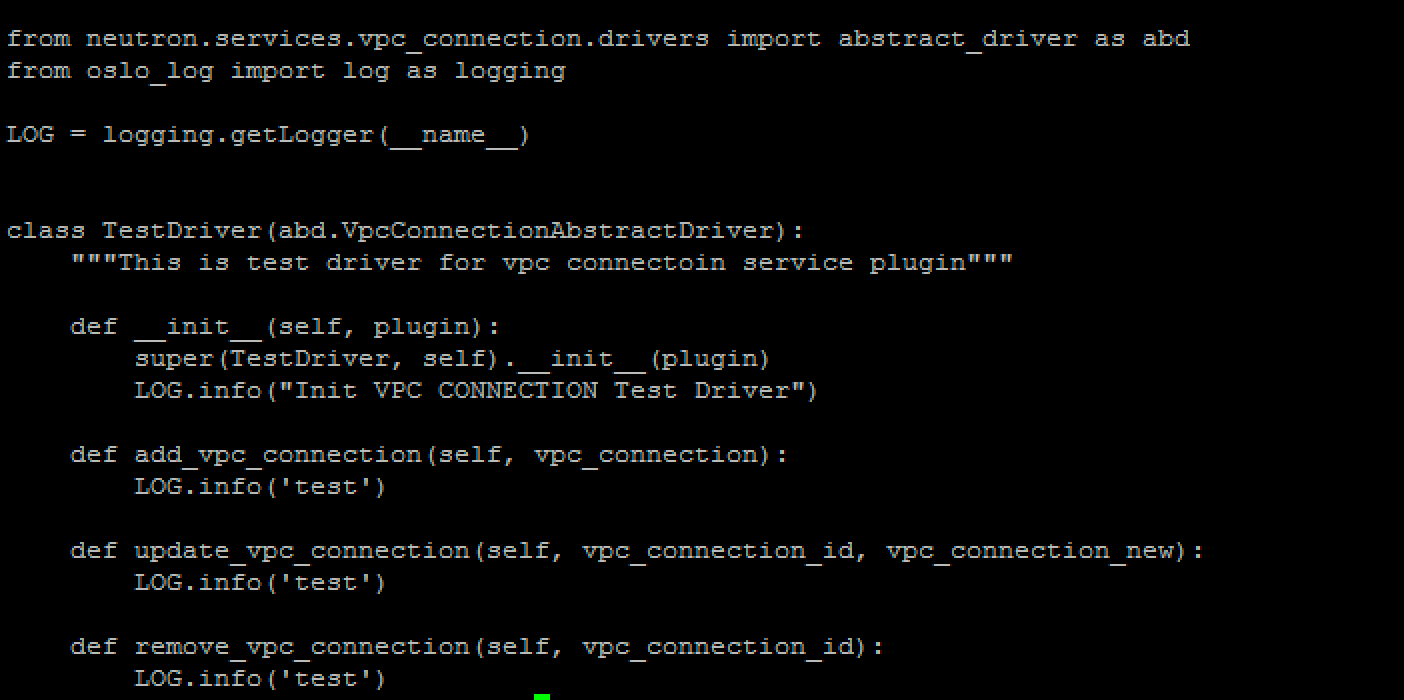 from neutron.services.vpc_connection.drivers import abstract_driver as abd
from oslo_log import log as logging

LOG = logging.getLogger(__name__)


class TestDriver(abd.VpcConnectionAbstractDriver):
    """This is test driver for vpc connectoin service plugin"""

    def __init__(self, plugin):
        super(TestDriver, self).__init__(plugin)
        LOG.info("Init VPC CONNECTION Test Driver")

    def add_vpc_connection(self, vpc_connection):
        LOG.info('test')

    def update_vpc_connection(self, vpc_connection_id, vpc_connection_new):
        LOG.info('test')

    def remove_vpc_connection(self, vpc_connection_id):
        LOG.info('test')